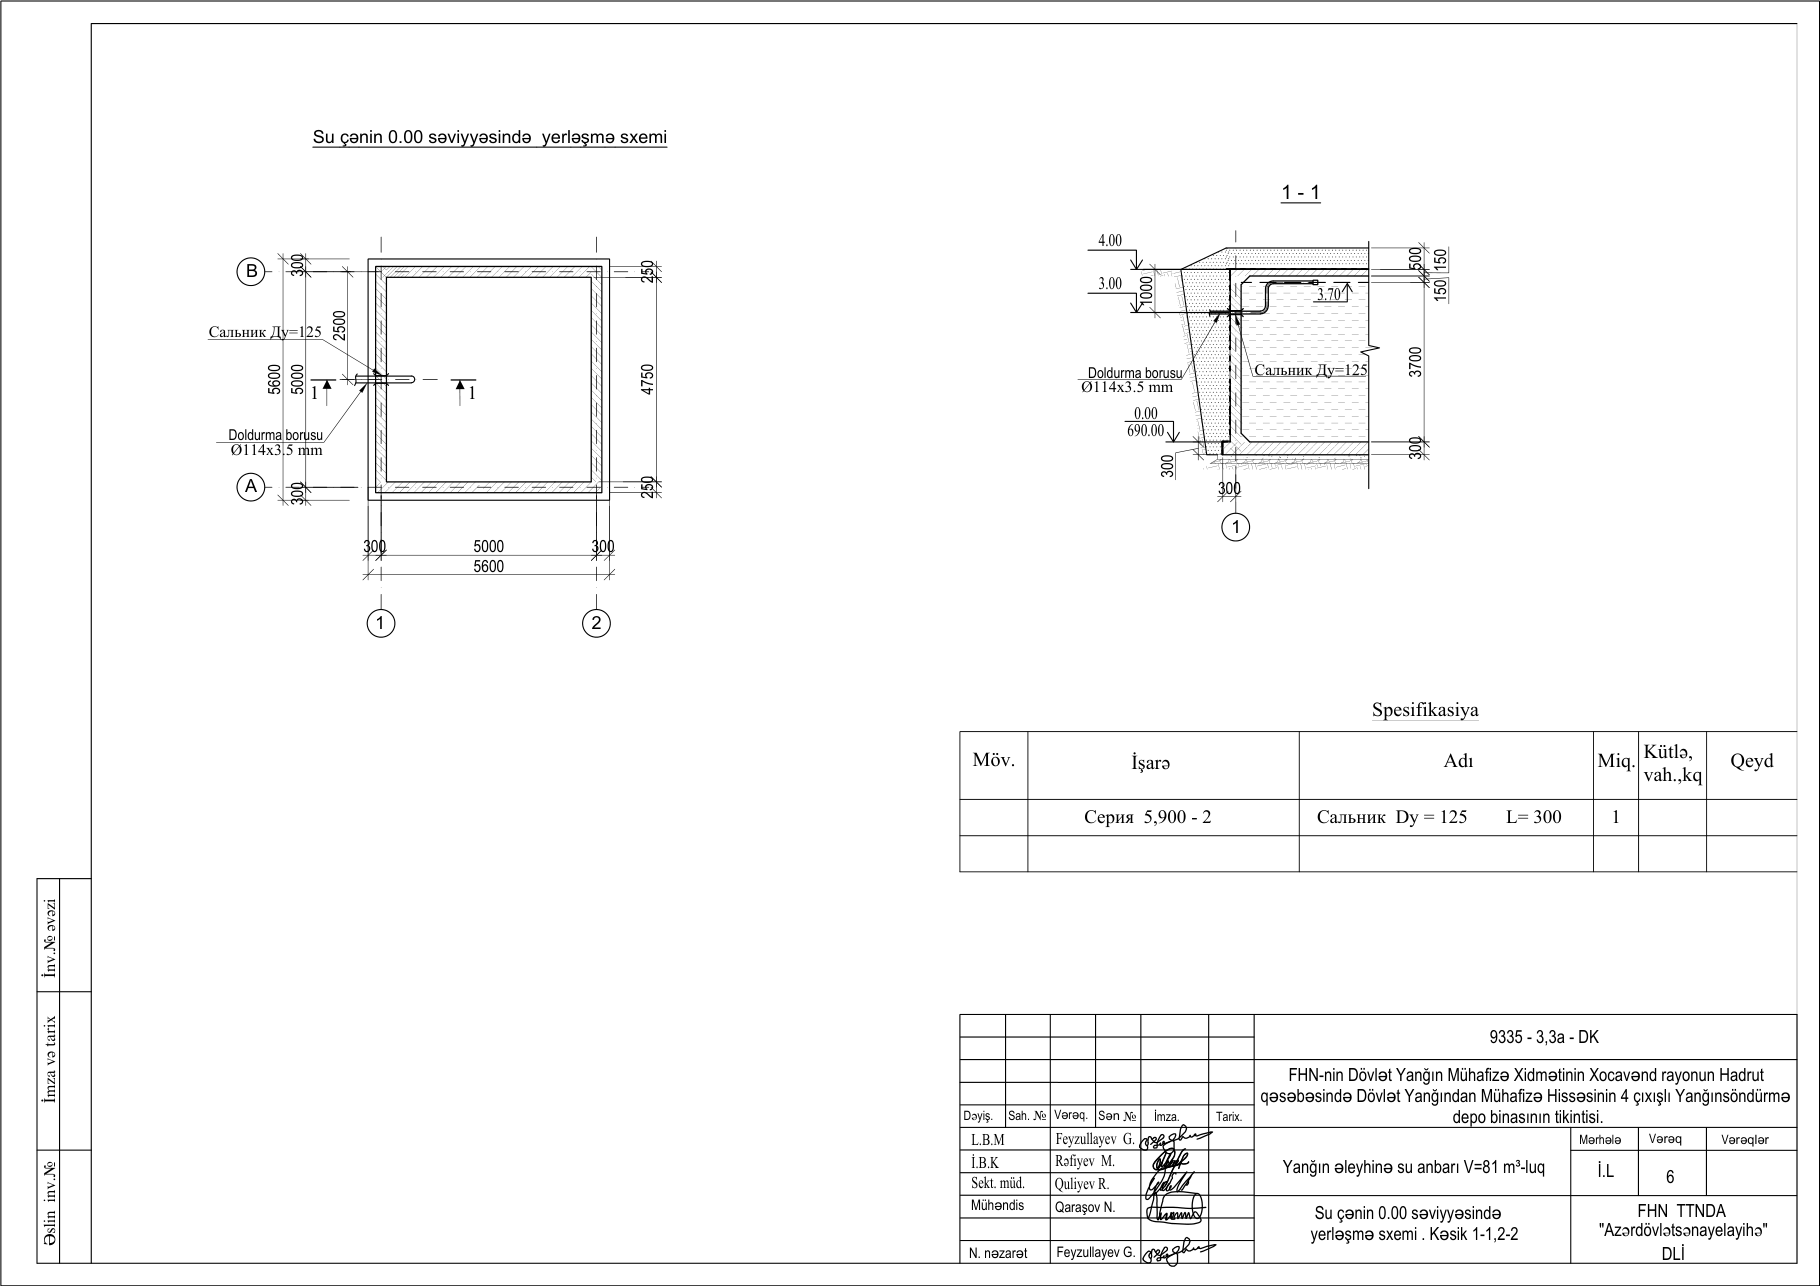 Su çənin 0.00 səviyyəsində yerləşmə sxemi
B
A
300
5600
5000
300
2500
Сальник Ду=125
1
1
Doldurma borusu
Ø114x3.5 mm
250
4750
250
300
5000
300
5600
1
2
1 - 1
4.00
3.00
1000
3.70
500
150
150
3700
300
Doldurma borusu
Ø114x3.5 mm
Сальник Ду=125
0.00
690.00
300
300
1
Spesifikasiya
Möv.
İşarə
Adı
Miq.
Kütlə,
vah.,kq
Qeyd
Серия 5,900 - 2
Сальник Dy = 125 L= 300
1
İnv.№ əvəzi
İmza və tarix
Əslin inv.№
9335 - 3,3a - DK
FHN-nin Dövlət Yanğın Mühafizə Xidmətinin Xocavənd rayonun Hadrut
qəsəbəsində Dövlət Yanğından Mühafizə Hissəsinin 4 çıxışlı Yanğınsöndürmə
depo binasının tikintisi.
Dəyiş.
Sah. №
Vərəq.
Sən №
İmza.
Tarix.
L.B.M
Feyzullayev G.
İ.B.K
Rəfiyev M.
Sekt. müd.
Quliyev R.
Mühəndis
Qaraşov N.
N. nəzarət
Feyzullayev G.
Yanğın əleyhinə su anbarı V=81 m³-luq
Mərhələ
Vərəq
Vərəqlər
İ.L
6
Su çənin 0.00 səviyyəsində
yerləşmə sxemi . Kəsik 1-1,2-2
FHN TTNDA
"Azərdövlətsənayelayihə"
DLİ